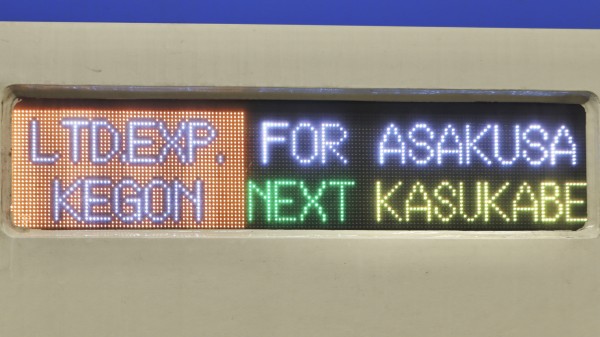 LTD.EXP. FOR ASAKUSA
KEGON NEXT KASUKABE